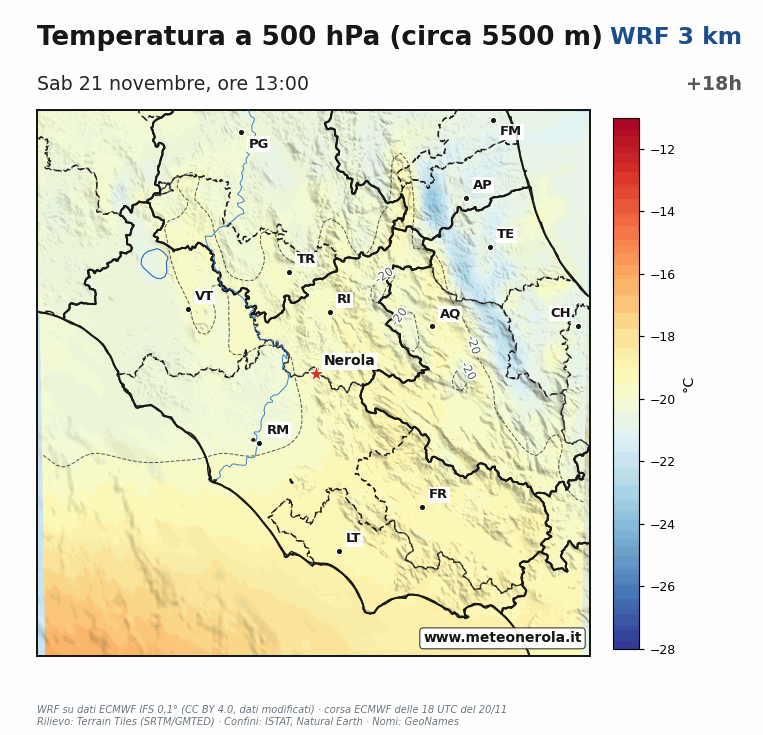 Temperatura a 500 hPa (circa 5500 m) WRF 3 km
Sab 21 novembre, ore 13:00 +18h
FM
PG
AP
TE
TR
-20
VT
RI
-20
AQ
CH
-20
Nerola
-20
RM
FR
LT
www.meteonerola.it
−12
−14
−16
−18
−20
−22
−24
−26
−28
°C
WRF su dati ECMWF IFS 0,1° (CC BY 4.0, dati modificati) · corsa ECMWF delle 18 UTC del 20/11
Rilievo: Terrain Tiles (SRTM/GMTED) · Confini: ISTAT, Natural Earth · Nomi: GeoNames